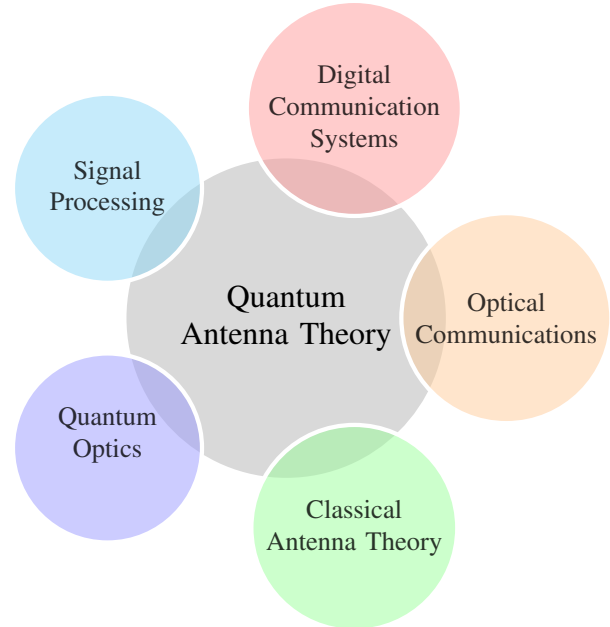 Digital
Communication
Systems
Signal
Processing
Quantum
Antenna Theory
Optical
Communications
Quantum
Optics
Classical
Antenna Theory